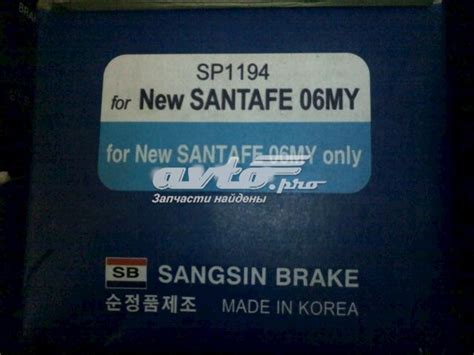 SP1194
for New SANTAFE 06MY
for New SANTAFE 06MY only
avto.pro
Запчасти найдены
SB SANGSIN BRAKE
순정품제조 MADE IN KOREA